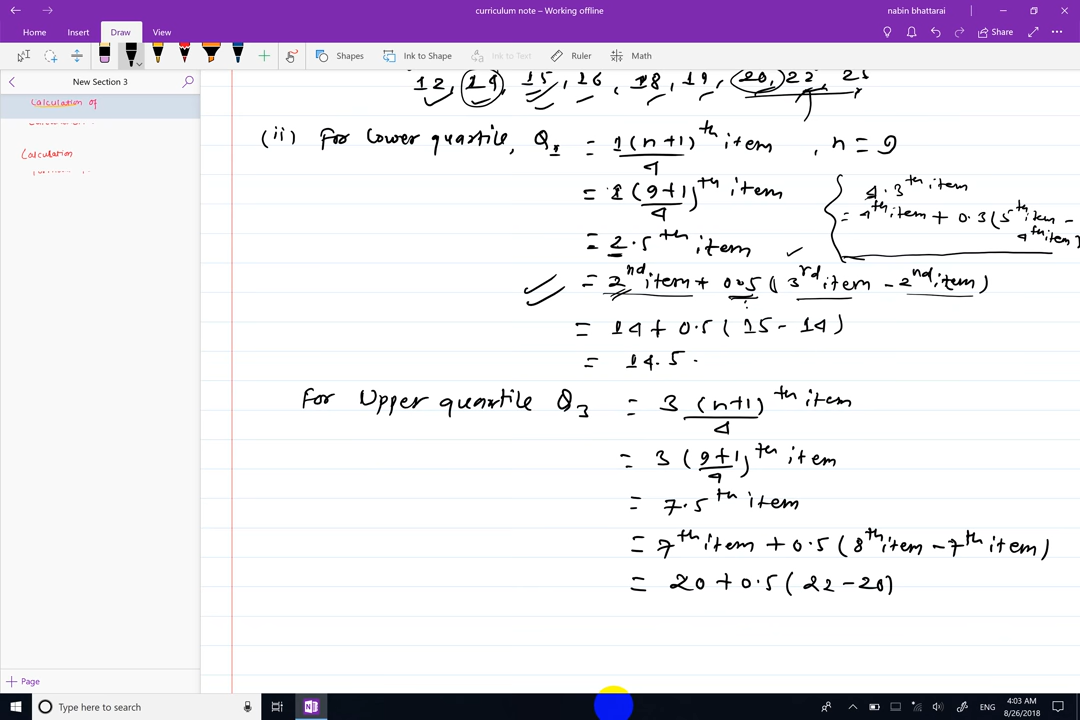 curriculum note – Working offline
nabin bhattarai
Home Insert Draw View
Share
Shapes Ink to Shape Ink to Text Ruler Math
New Section 3
Calculation of
Calculation
12, 14, 15, 16, 18, 19, 20, 22, 23
(ii) For lower quartile, Q1 = 1(n+1)/4 th item , n = 9
= 1(9+1)/4 th item
4.3th item
= 4th item + 0.3(5th item - 4th item)
= 2.5th item
= 2nd item + 0.5(3rd item - 2nd item)
= 14 + 0.5(15 - 14)
= 14.5.
For Upper quartile Q3 = 3(n+1)/4 th item
= 3(9+1)/4 th item
= 7.5th item
= 7th item + 0.5(8th item - 7th item)
= 20 + 0.5(22 - 20)
+ Page
Type here to search
ENG
4:03 AM
8/26/2018